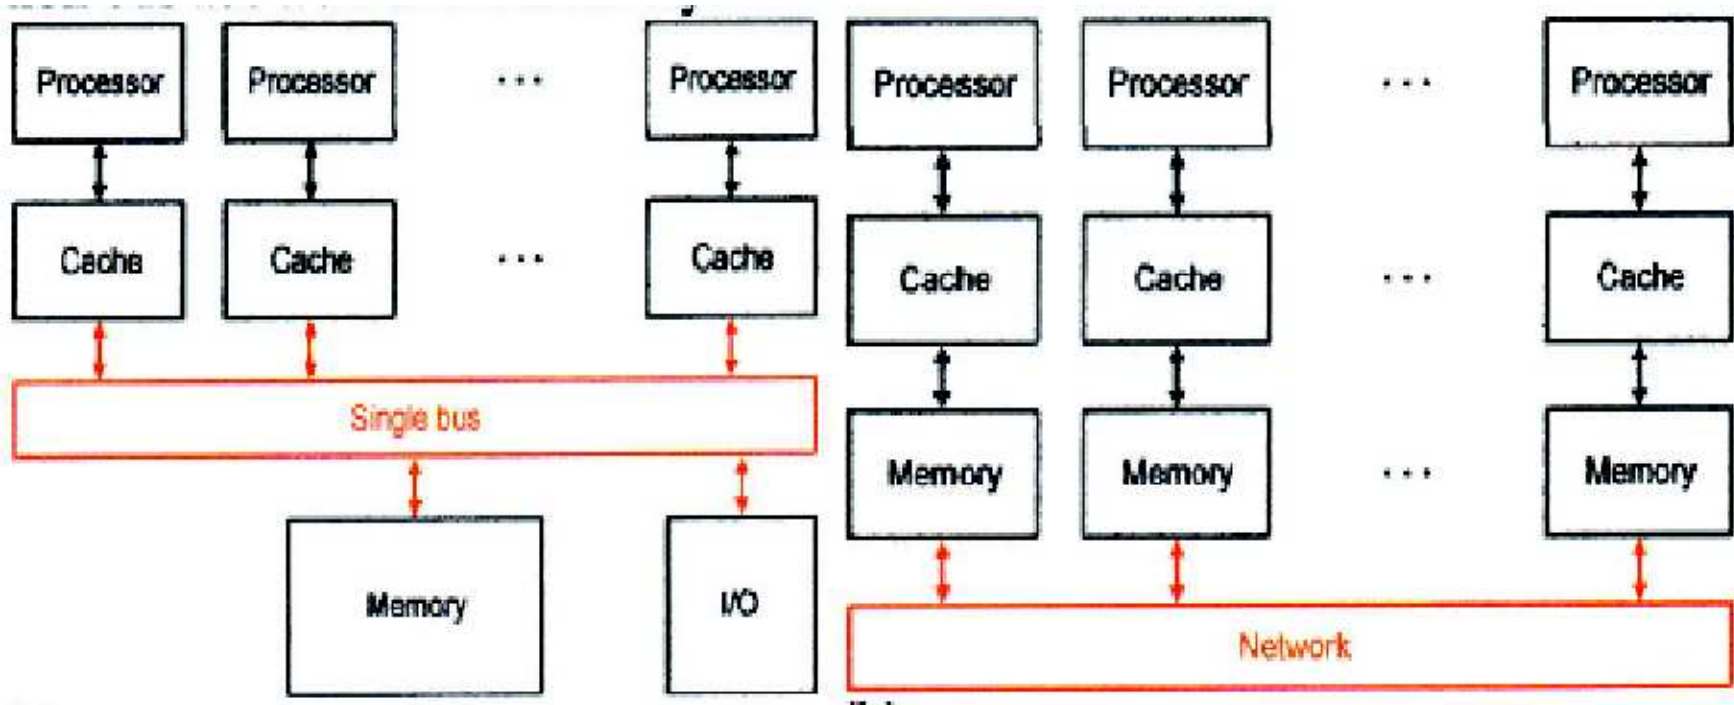 Processor Processor ... Processor
Cache Cache ... Cache
Single bus
Memory I/O
Processor Processor ... Processor
Cache Cache ... Cache
Memory Memory ... Memory
Network